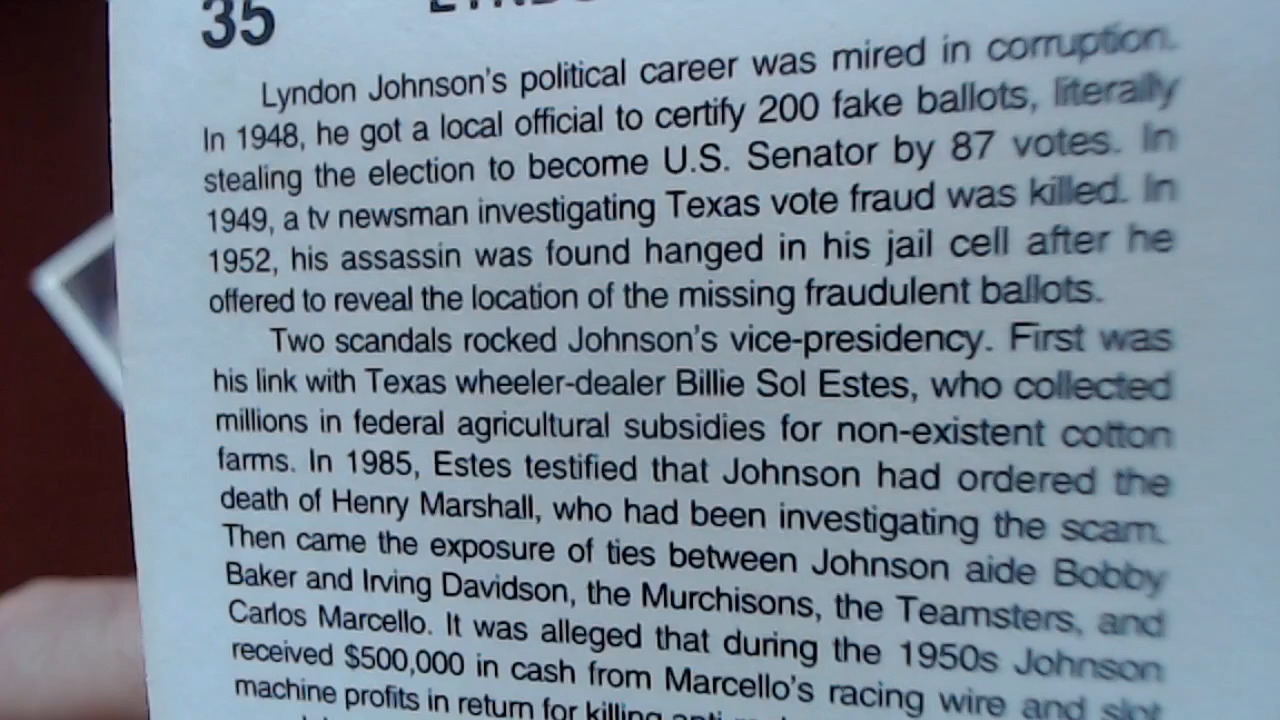 35
Lyndon Johnson's political career was mired in corruption.
In 1948, he got a local official to certify 200 fake ballots, literally
stealing the election to become U.S. Senator by 87 votes. In
1949, a tv newsman investigating Texas vote fraud was killed. In
1952, his assassin was found hanged in his jail cell after he
offered to reveal the location of the missing fraudulent ballots.
Two scandals rocked Johnson's vice-presidency. First was
his link with Texas wheeler-dealer Billie Sol Estes, who collected
millions in federal agricultural subsidies for non-existent cotton
farms. In 1985, Estes testified that Johnson had ordered the
death of Henry Marshall, who had been investigating the scam.
Then came the exposure of ties between Johnson aide Bobby
Baker and Irving Davidson, the Murchisons, the Teamsters, and
Carlos Marcello. It was alleged that during the 1950s Johnson
received $500,000 in cash from Marcello's racing wire and slot
machine profits in return for killing